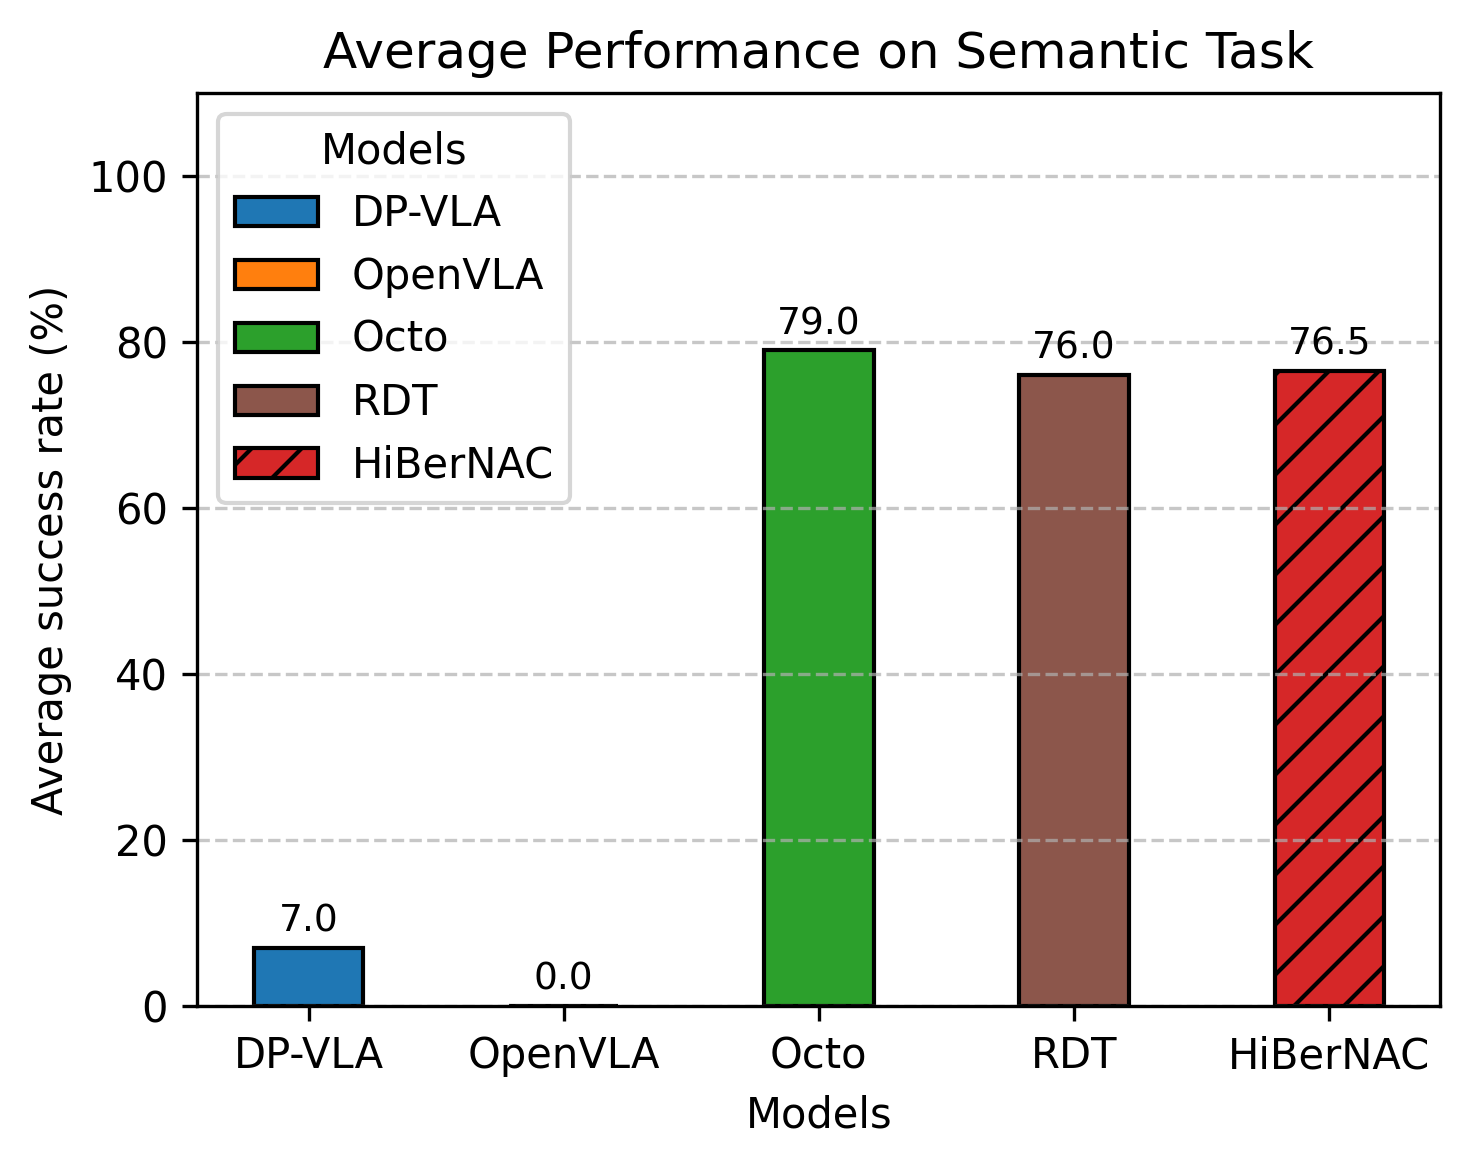 Average Performance on Semantic Task
Average success rate (%)
100
80
60
40
20
0
Models
DP-VLA
OpenVLA
Octo
RDT
HiBerNAC
7.0
0.0
79.0
76.0
76.5
DP-VLA
OpenVLA
Octo
RDT
HiBerNAC
Models